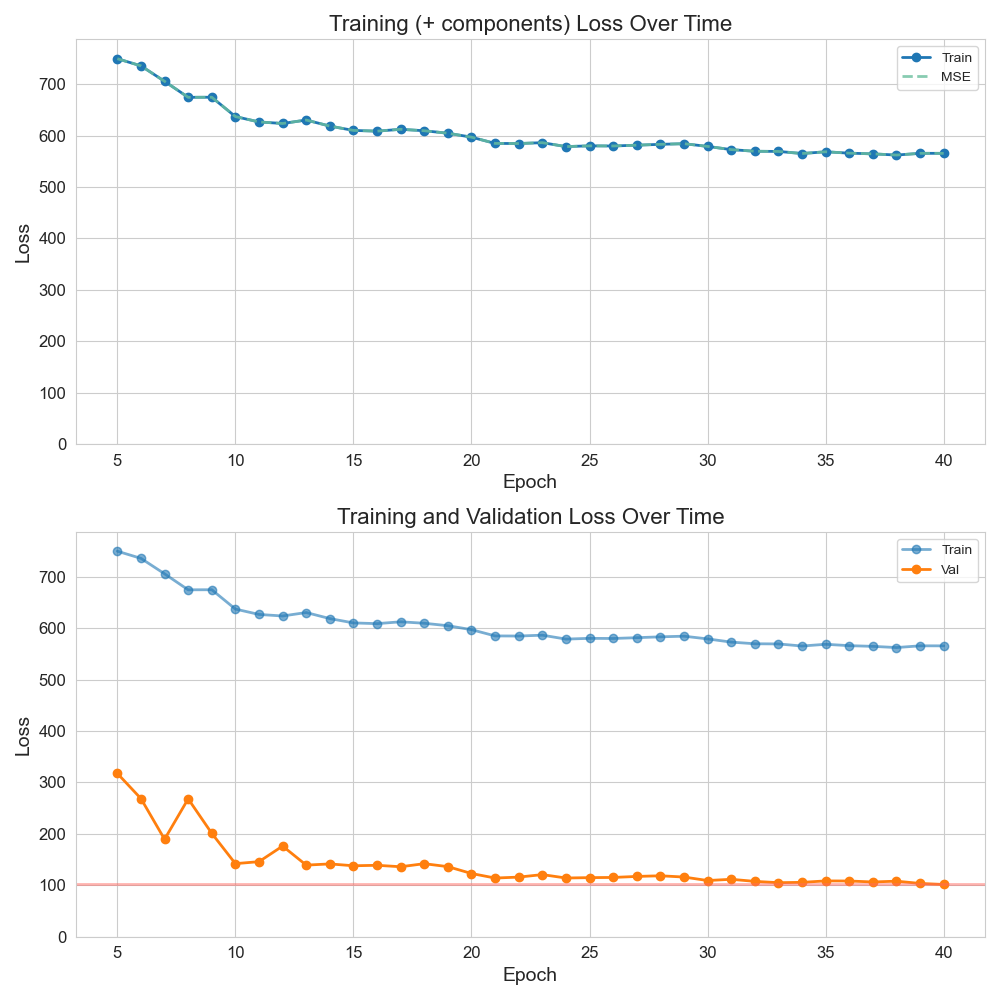 Training (+ components) Loss Over Time
Train
MSE
700
600
500
400
300
200
100
0
Loss
5 10 15 20 25 30 35 40
Epoch
Training and Validation Loss Over Time
Train
Val
700
600
500
400
300
200
100
0
Loss
5 10 15 20 25 30 35 40
Epoch